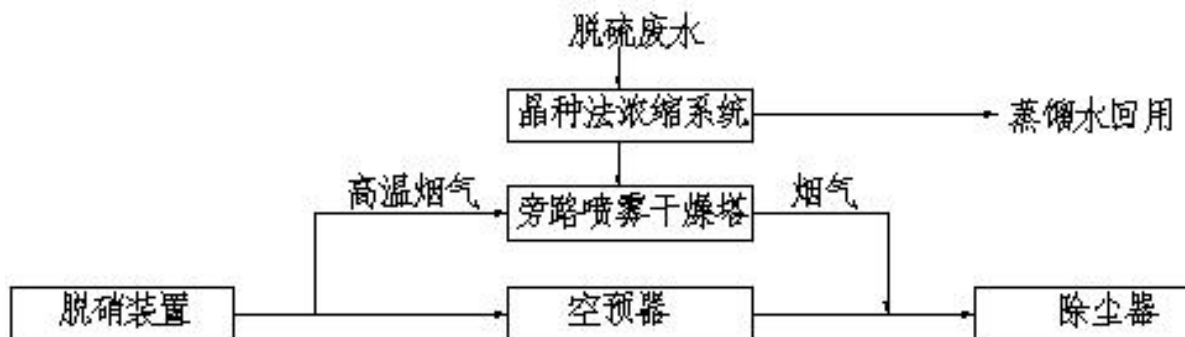 脱硫废水
晶种法浓缩系统
蒸馏水回用
高温烟气
旁路喷雾干燥塔
烟气
脱硝装置
空预器
除尘器